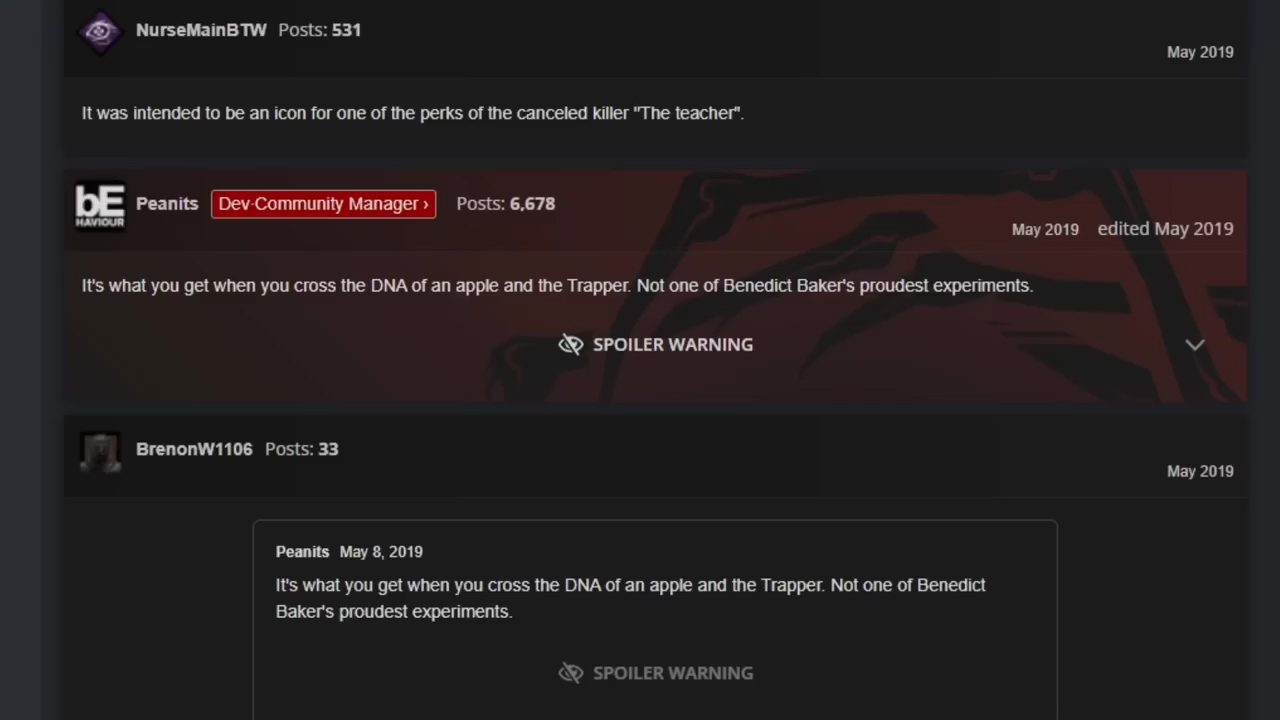 NurseMainBTW Posts: 531
May 2019
It was intended to be an icon for one of the perks of the canceled killer "The teacher".
bE
HAVIOUR
Peanits Dev-Community Manager › Posts: 6,678
May 2019 edited May 2019
It's what you get when you cross the DNA of an apple and the Trapper. Not one of Benedict Baker's proudest experiments.
SPOILER WARNING
BrenonW1106 Posts: 33
May 2019
Peanits May 8, 2019
It's what you get when you cross the DNA of an apple and the Trapper. Not one of Benedict
Baker's proudest experiments.
SPOILER WARNING